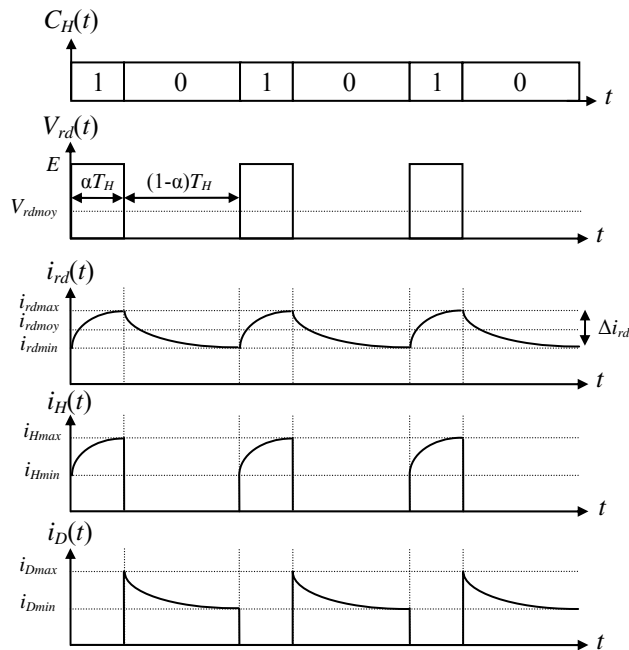 C_H(t)
1 0 1 0 1 0
t
V_rd(t)
E
αT_H (1-α)T_H
V_rdmoy
t
i_rd(t)
i_rdmax
i_rdmoy
i_rdmin
Δi_rd
t
i_H(t)
i_Hmax
i_Hmin
t
i_D(t)
i_Dmax
i_Dmin
t